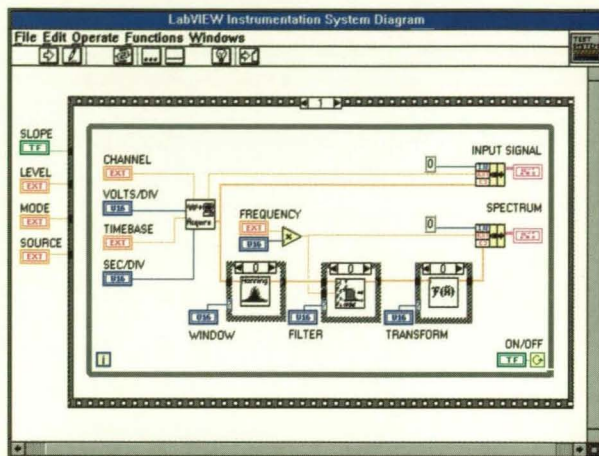 LabVIEW Instrumentation System Diagram
File Edit Operate Functions Windows
TEXT
1
SLOPE
TF
LEVEL
EXT
MODE
EXT
SOURCE
EXT
CHANNEL
EXT
VOLTS/DIV
U16
TIMEBASE
EXT
SEC/DIV
U16
FREQUENCY
EXT
U16
x
INPUT SIGNAL
0
SPECTRUM
0
0
Hanning
WINDOW
U16
0
FILTER
U16
0
TRANSFORM
U16
ON/OFF
TF
i